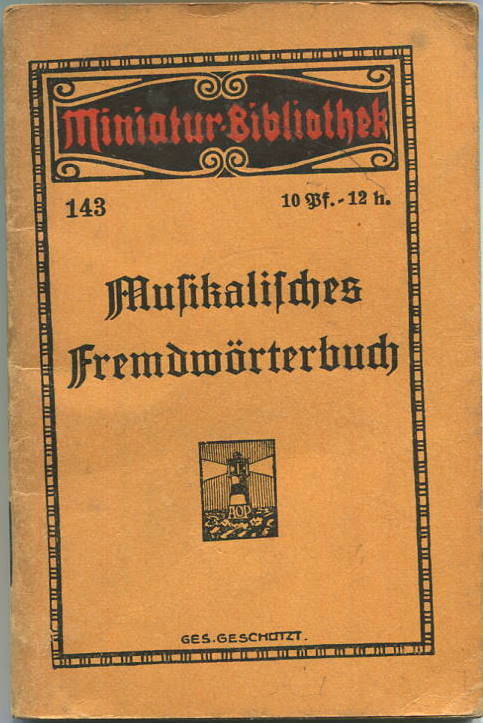 Miniatur-Bibliothek
143
10 Pf.-12 h.
Muſikaliſches
Fremdwörterbuch
AOP
GES. GESCHÜTZT.